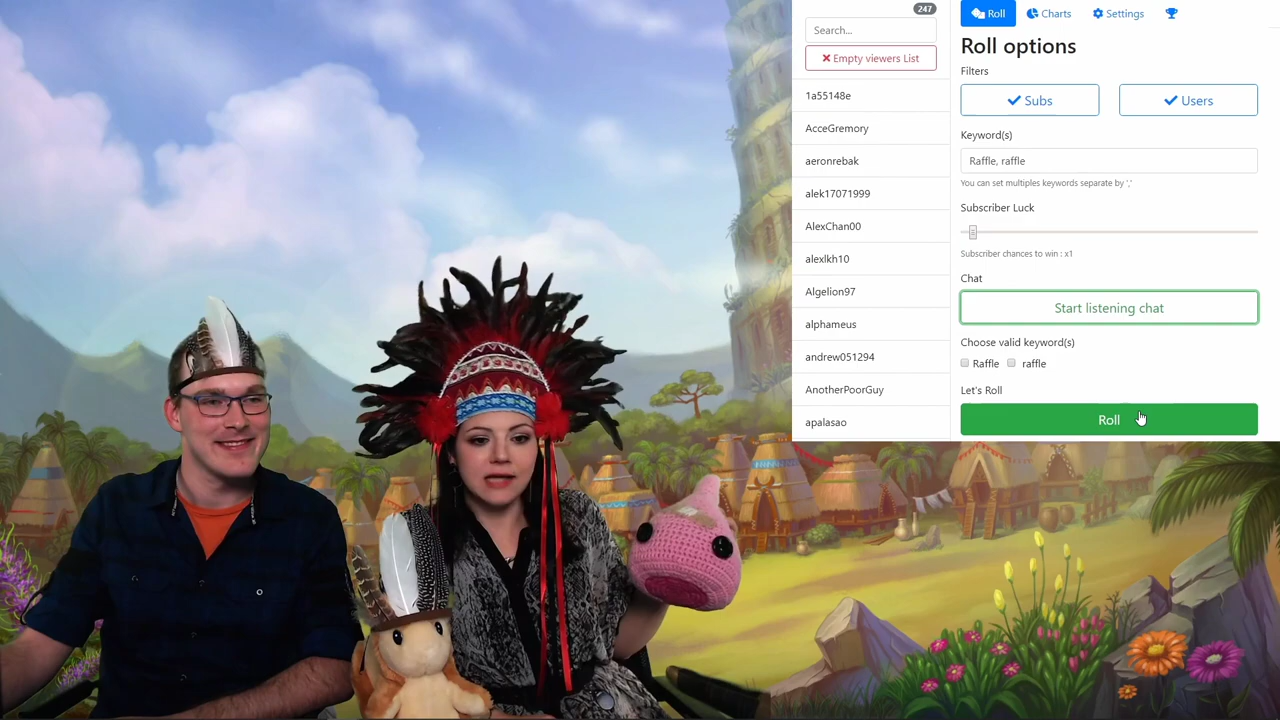 247
Search...
Empty viewers List
1a55148e
AcceGremory
aeronrebak
alek17071999
AlexChan00
alexlkh10
Algelion97
alphameus
andrew051294
AnotherPoorGuy
apalasao
Roll Charts Settings
Roll options
Filters
Subs Users
Keyword(s)
Raffle, raffle
You can set multiples keywords separate by ','
Subscriber Luck
Subscriber chances to win : x1
Chat
Start listening chat
Choose valid keyword(s)
Raffle raffle
Let's Roll
Roll